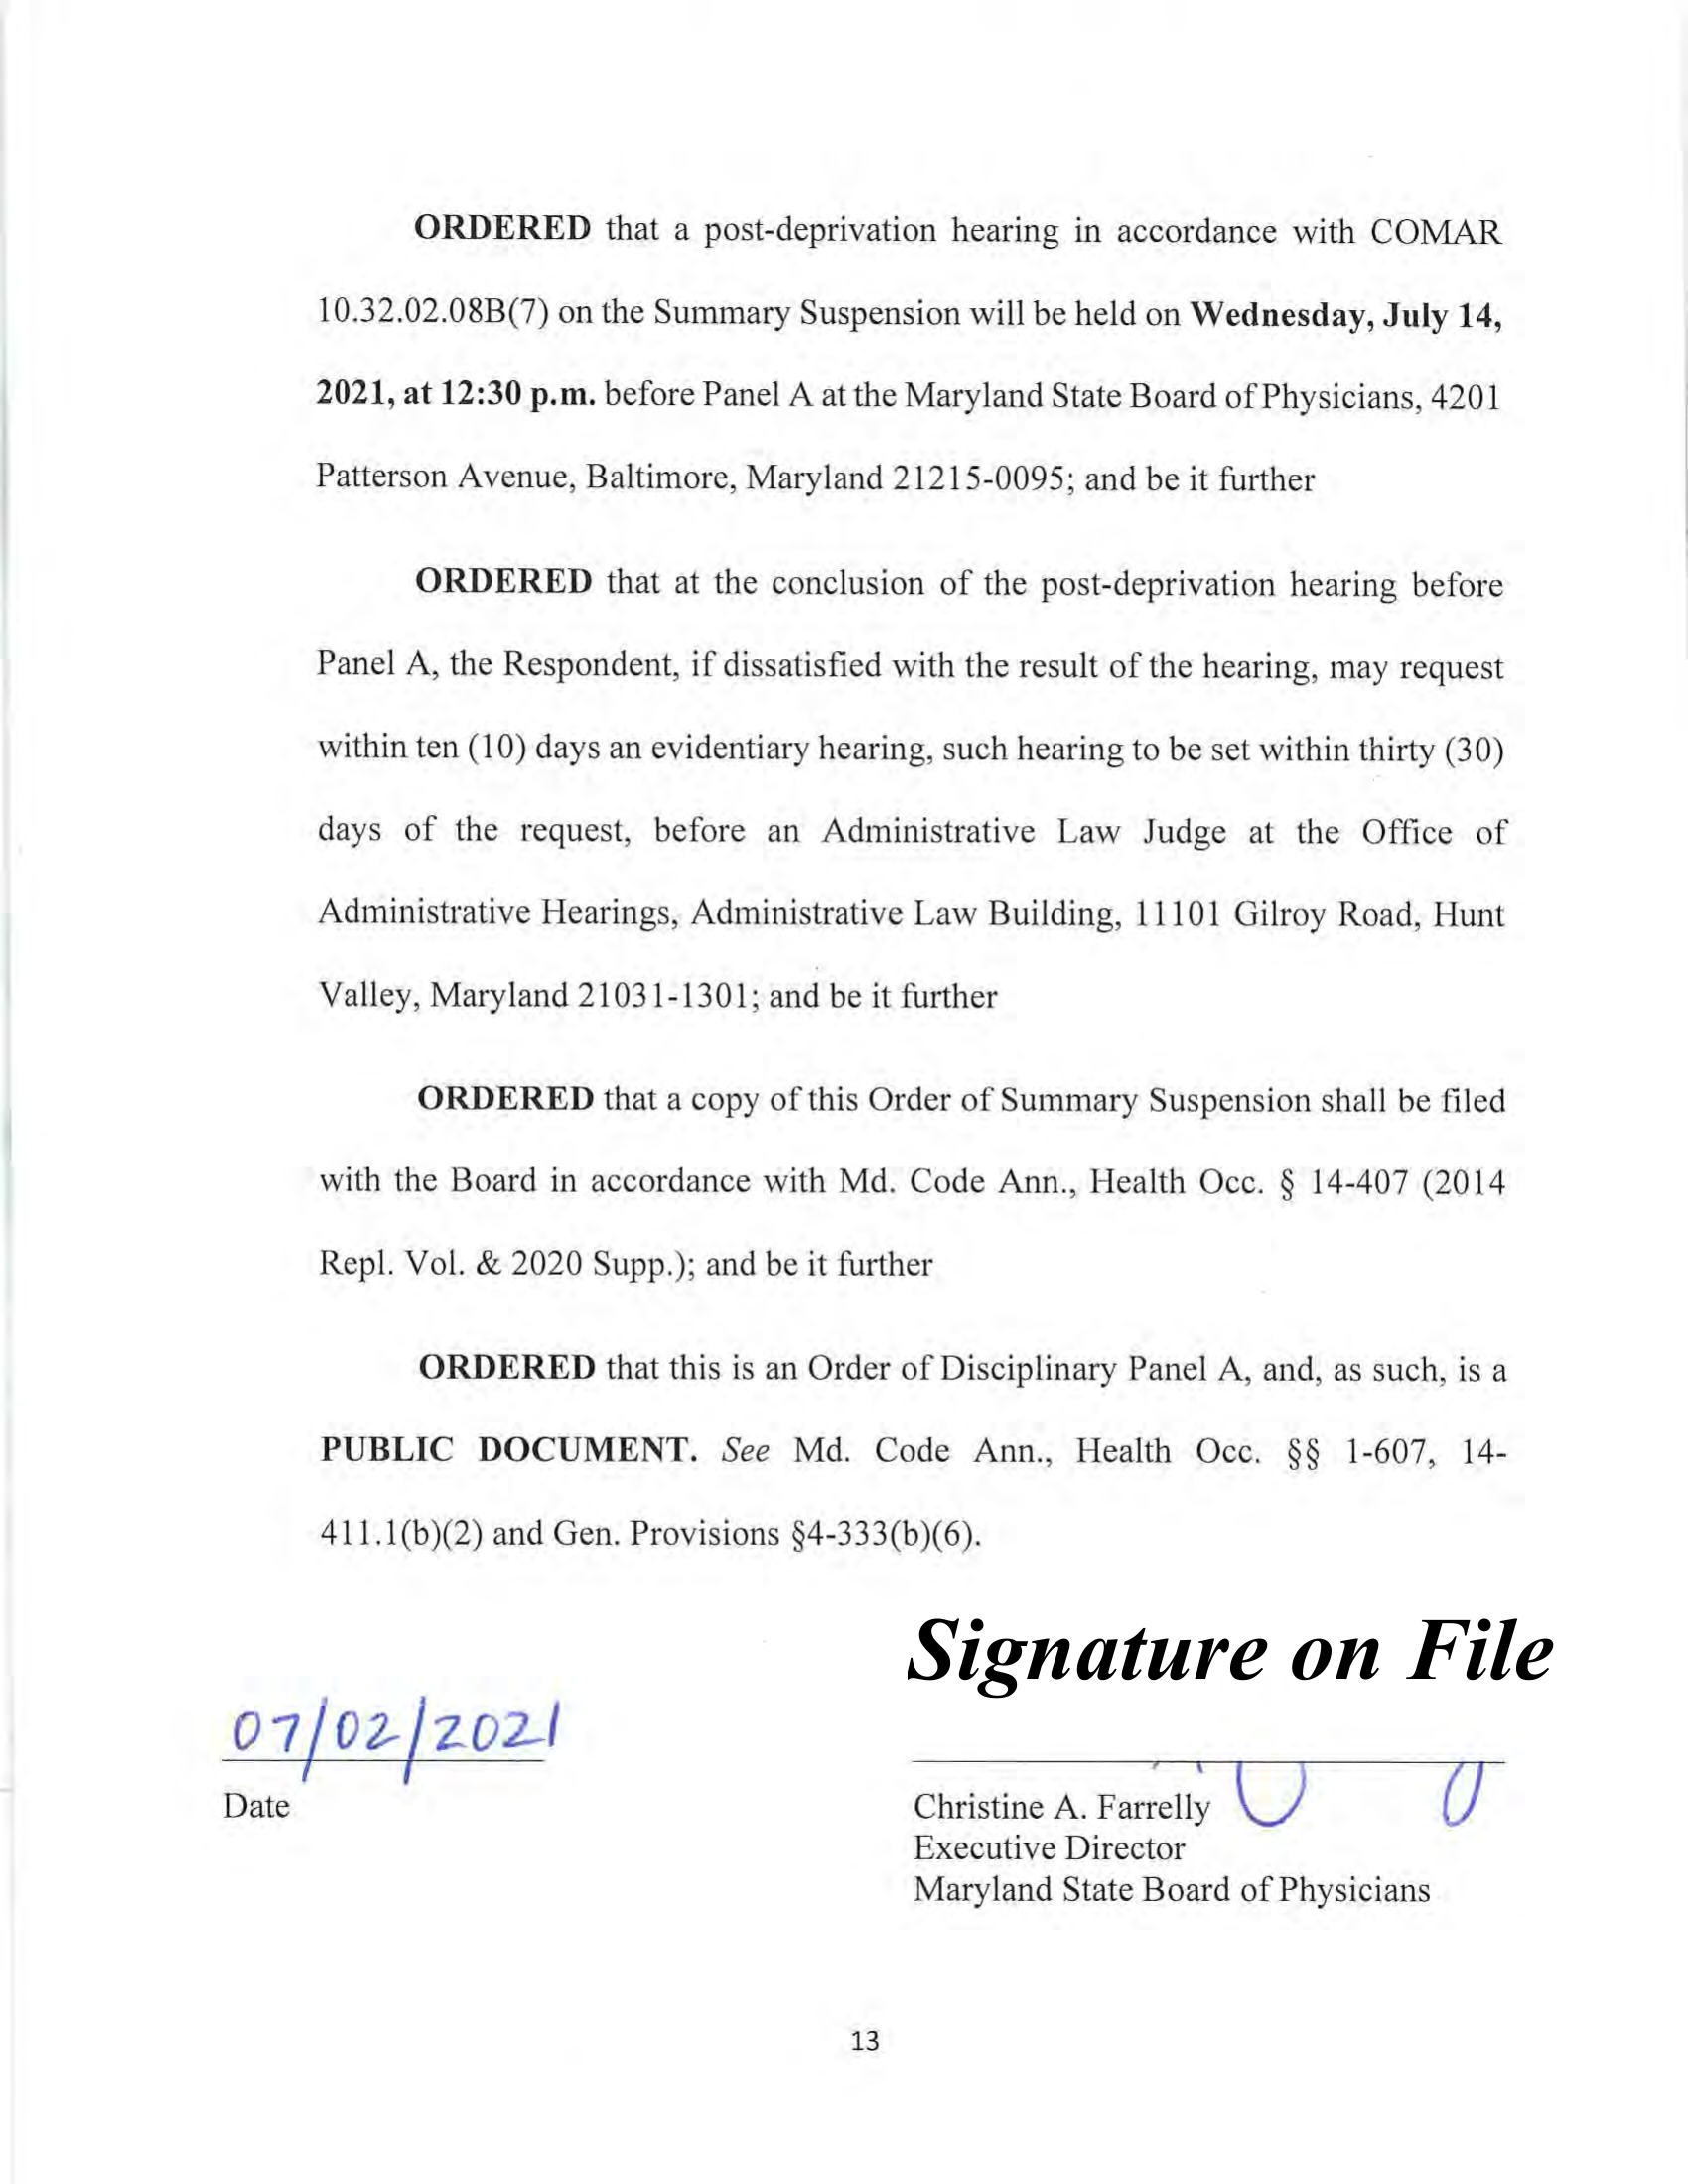 ORDERED that a post-deprivation hearing in accordance with COMAR
10.32.02.08B(7) on the Summary Suspension will be held on Wednesday, July 14,
2021, at 12:30 p.m. before Panel A at the Maryland State Board of Physicians, 4201
Patterson Avenue, Baltimore, Maryland 21215-0095; and be it further
ORDERED that at the conclusion of the post-deprivation hearing before
Panel A, the Respondent, if dissatisfied with the result of the hearing, may request
within ten (10) days an evidentiary hearing, such hearing to be set within thirty (30)
days of the request, before an Administrative Law Judge at the Office of
Administrative Hearings, Administrative Law Building, 11101 Gilroy Road, Hunt
Valley, Maryland 21031-1301; and be it further
ORDERED that a copy of this Order of Summary Suspension shall be filed
with the Board in accordance with Md. Code Ann., Health Occ. § 14-407 (2014
Repl. Vol. & 2020 Supp.); and be it further
ORDERED that this is an Order of Disciplinary Panel A, and, as such, is a
PUBLIC DOCUMENT. See Md. Code Ann., Health Occ. §§ 1-607, 14-
411.1(b)(2) and Gen. Provisions §4-333(b)(6).
Signature on File
07/02/2021
Date
Christine A. Farrelly
Executive Director
Maryland State Board of Physicians
13